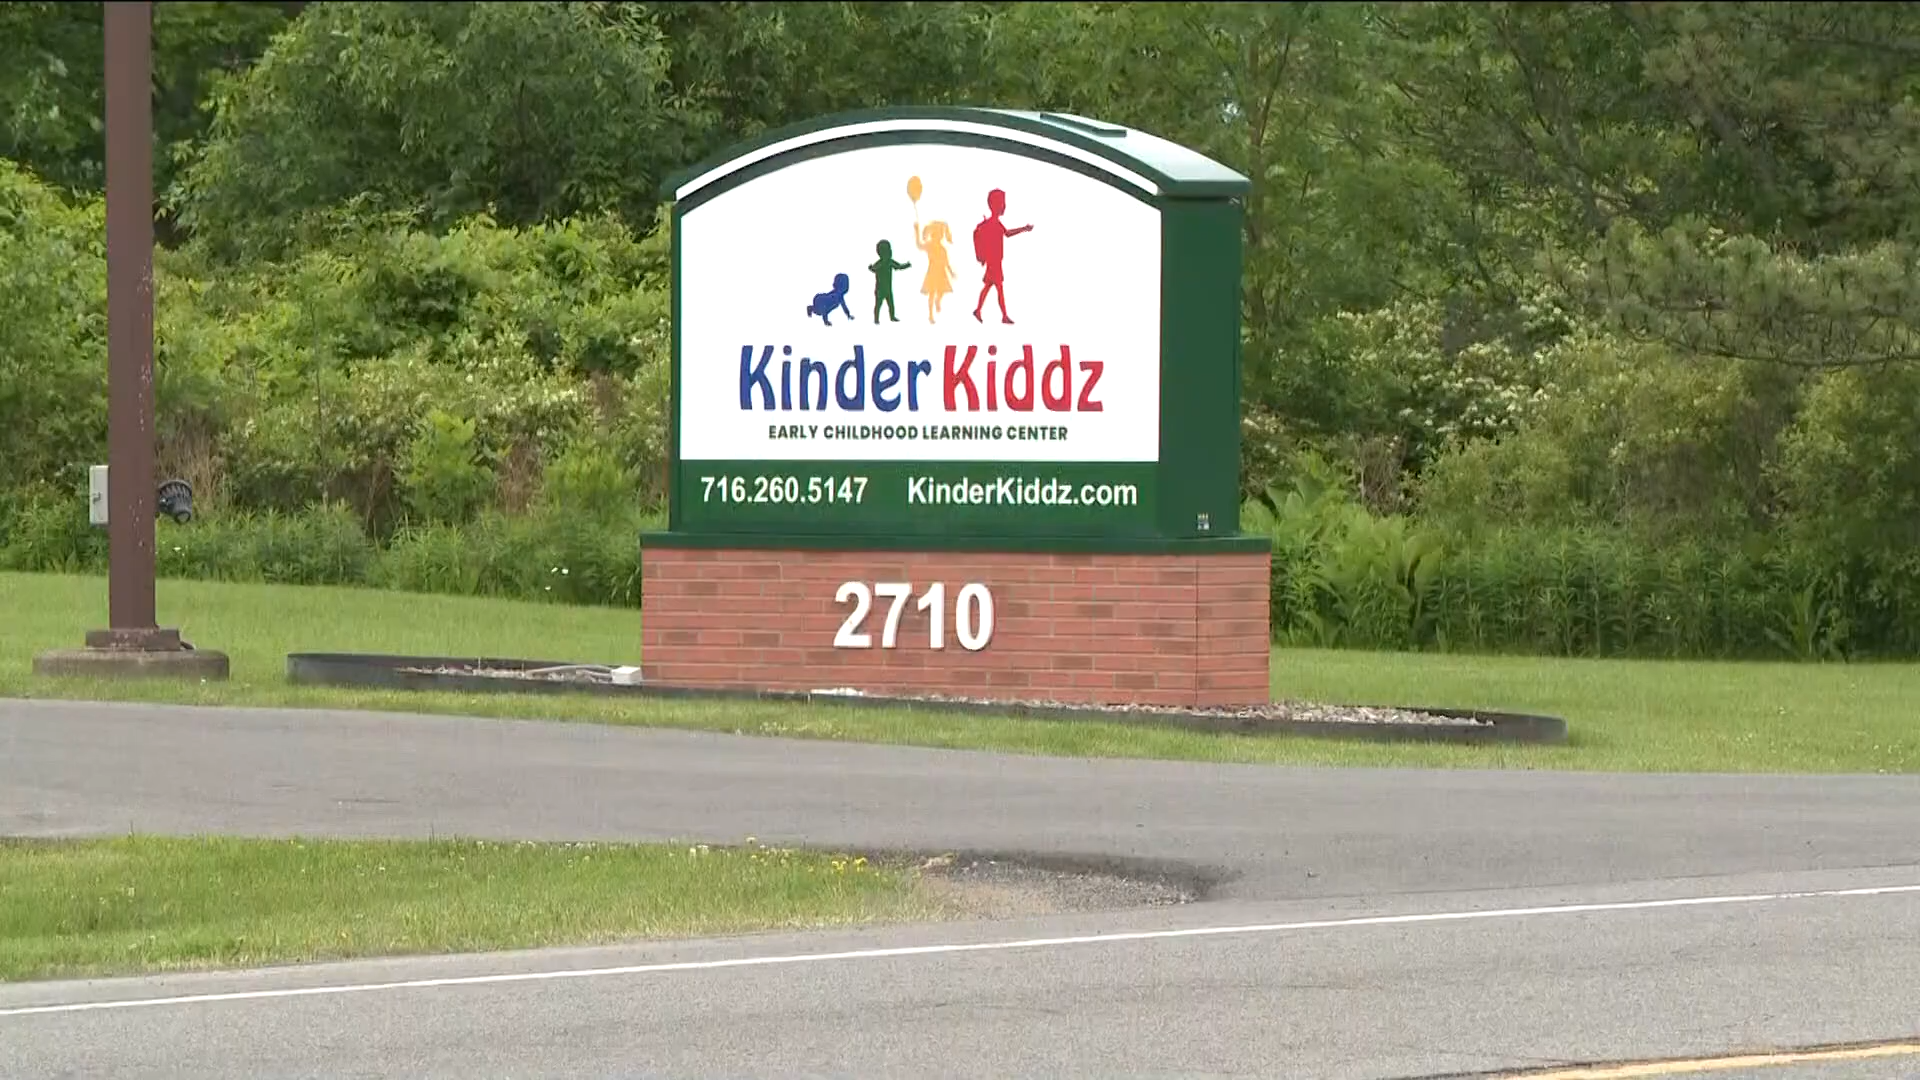 Kinder Kiddz
EARLY CHILDHOOD LEARNING CENTER
716.260.5147 KinderKiddz.com
2710